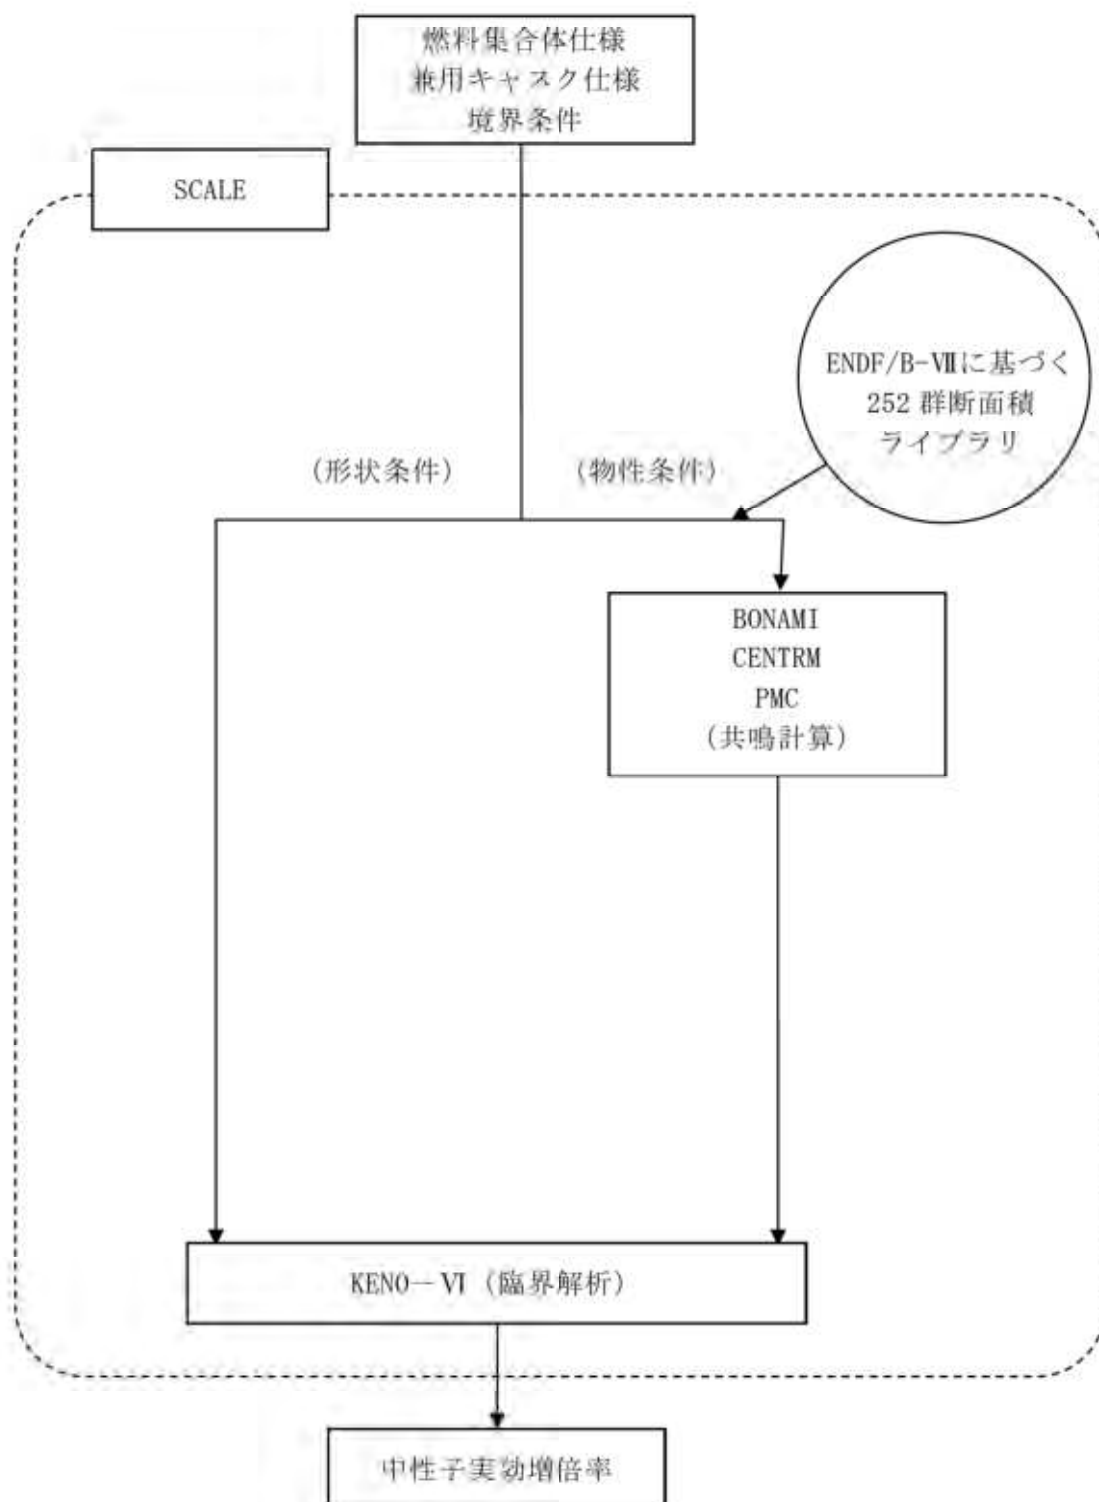 燃料集合体仕様
兼用キャスク仕様
境界条件
SCALE
ENDF/B-Ⅶに基づく
252 群断面積
ライブラリ
(形状条件)
(物性条件)
BONAMI
CENTRM
PMC
(共鳴計算)
KENO－Ⅵ (臨界解析)
中性子実効増倍率